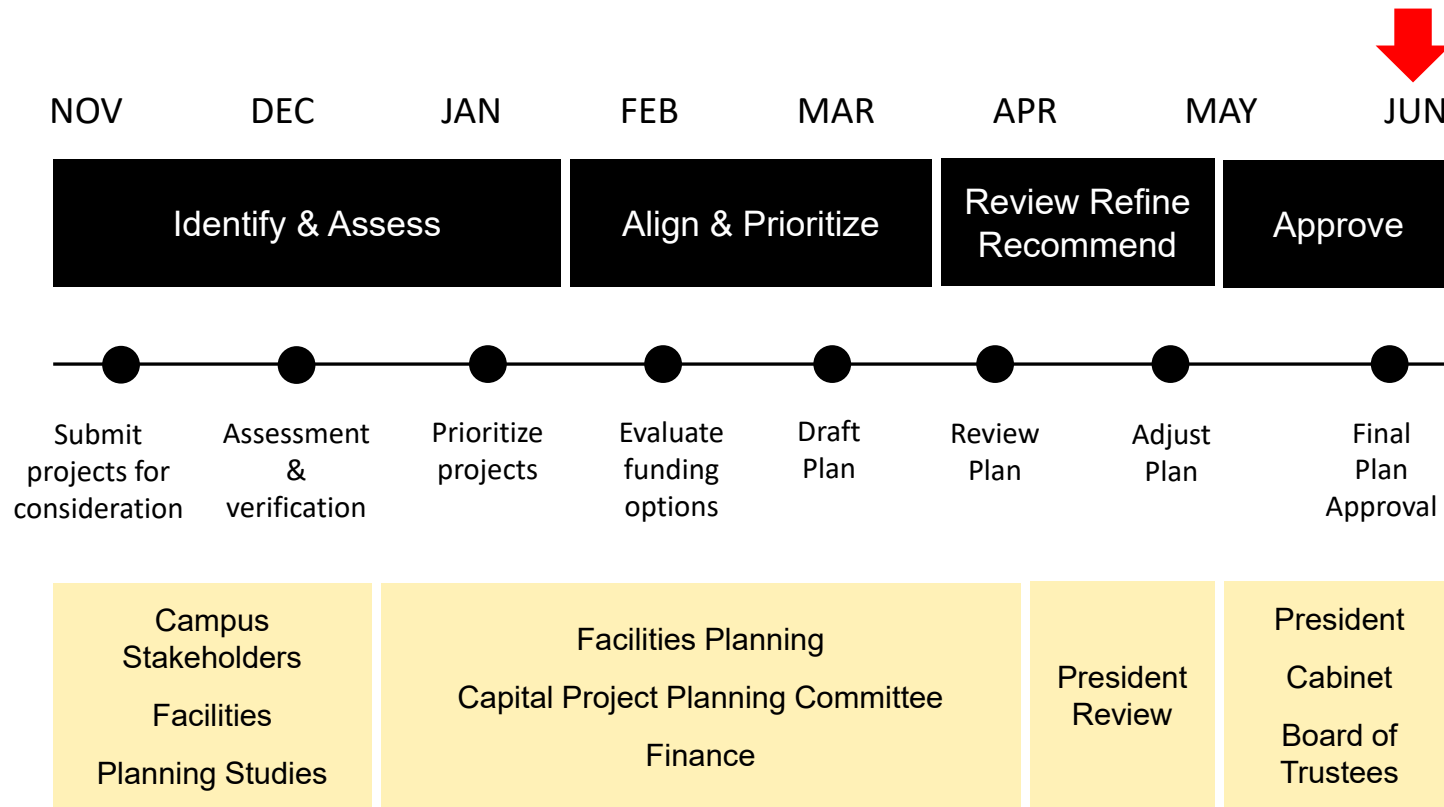 NOV DEC JAN FEB MAR APR MAY JUN
Identify & Assess
Align & Prioritize
Review Refine
Recommend
Approve
Submit
projects for
consideration
Assessment
&
verification
Prioritize
projects
Evaluate
funding
options
Draft
Plan
Review
Plan
Adjust
Plan
Final
Plan
Approval
Campus
Stakeholders
Facilities
Planning Studies
Facilities Planning
Capital Project Planning Committee
Finance
President
Review
President
Cabinet
Board of
Trustees